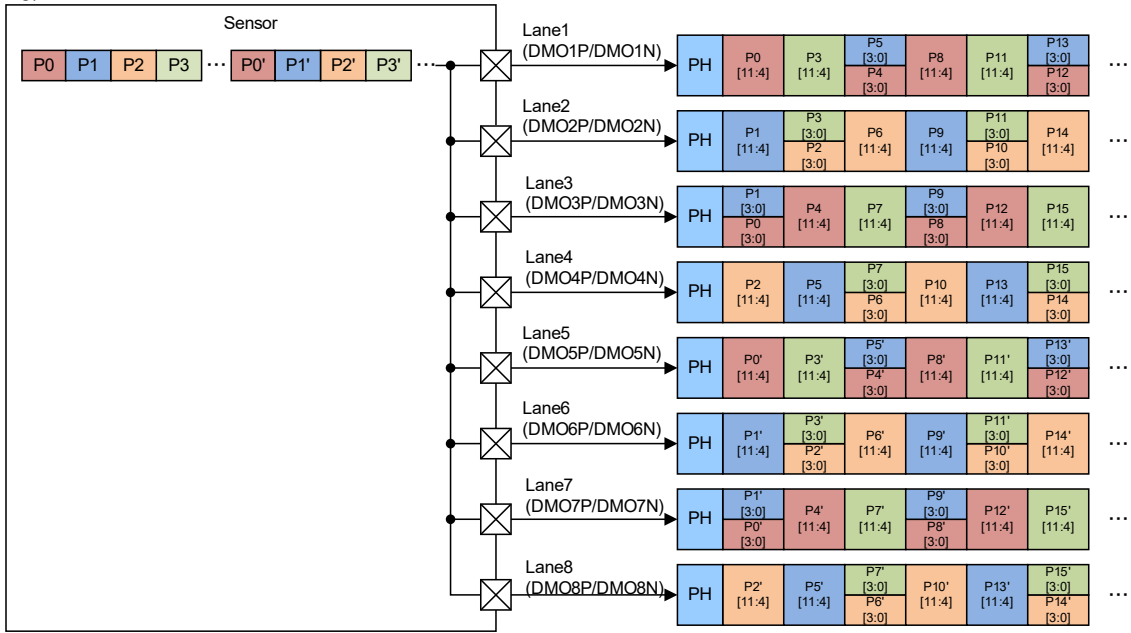 Sensor
P0 P1 P2 P3 ··· P0' P1' P2' P3' ···
Lane1
(DMO1P/DMO1N)
PH P0 [11:4] P3 [11:4] P5 [3:0] P4 [3:0] P8 [11:4] P11 [11:4] P13 [3:0] P12 [3:0] ···
Lane2
(DMO2P/DMO2N)
PH P1 [11:4] P3 [3:0] P2 [3:0] P6 [11:4] P9 [11:4] P11 [3:0] P10 [3:0] P14 [11:4] ···
Lane3
(DMO3P/DMO3N)
PH P1 [3:0] P0 [3:0] P4 [11:4] P7 [11:4] P9 [3:0] P8 [3:0] P12 [11:4] P15 [11:4] ···
Lane4
(DMO4P/DMO4N)
PH P2 [11:4] P5 [11:4] P7 [3:0] P6 [3:0] P10 [11:4] P13 [11:4] P15 [3:0] P14 [3:0] ···
Lane5
(DMO5P/DMO5N)
PH P0' [11:4] P3' [11:4] P5' [3:0] P4' [3:0] P8' [11:4] P11' [11:4] P13' [3:0] P12' [3:0] ···
Lane6
(DMO6P/DMO6N)
PH P1' [11:4] P3' [3:0] P2' [3:0] P6' [11:4] P9' [11:4] P11' [3:0] P10' [3:0] P14' [11:4] ···
Lane7
(DMO7P/DMO7N)
PH P1' [3:0] P0' [3:0] P4' [11:4] P7' [11:4] P9' [3:0] P8' [3:0] P12' [11:4] P15' [11:4] ···
Lane8
(DMO8P/DMO8N)
PH P2' [11:4] P5' [11:4] P7' [3:0] P6' [3:0] P10' [11:4] P13' [11:4] P15' [3:0] P14' [3:0] ···